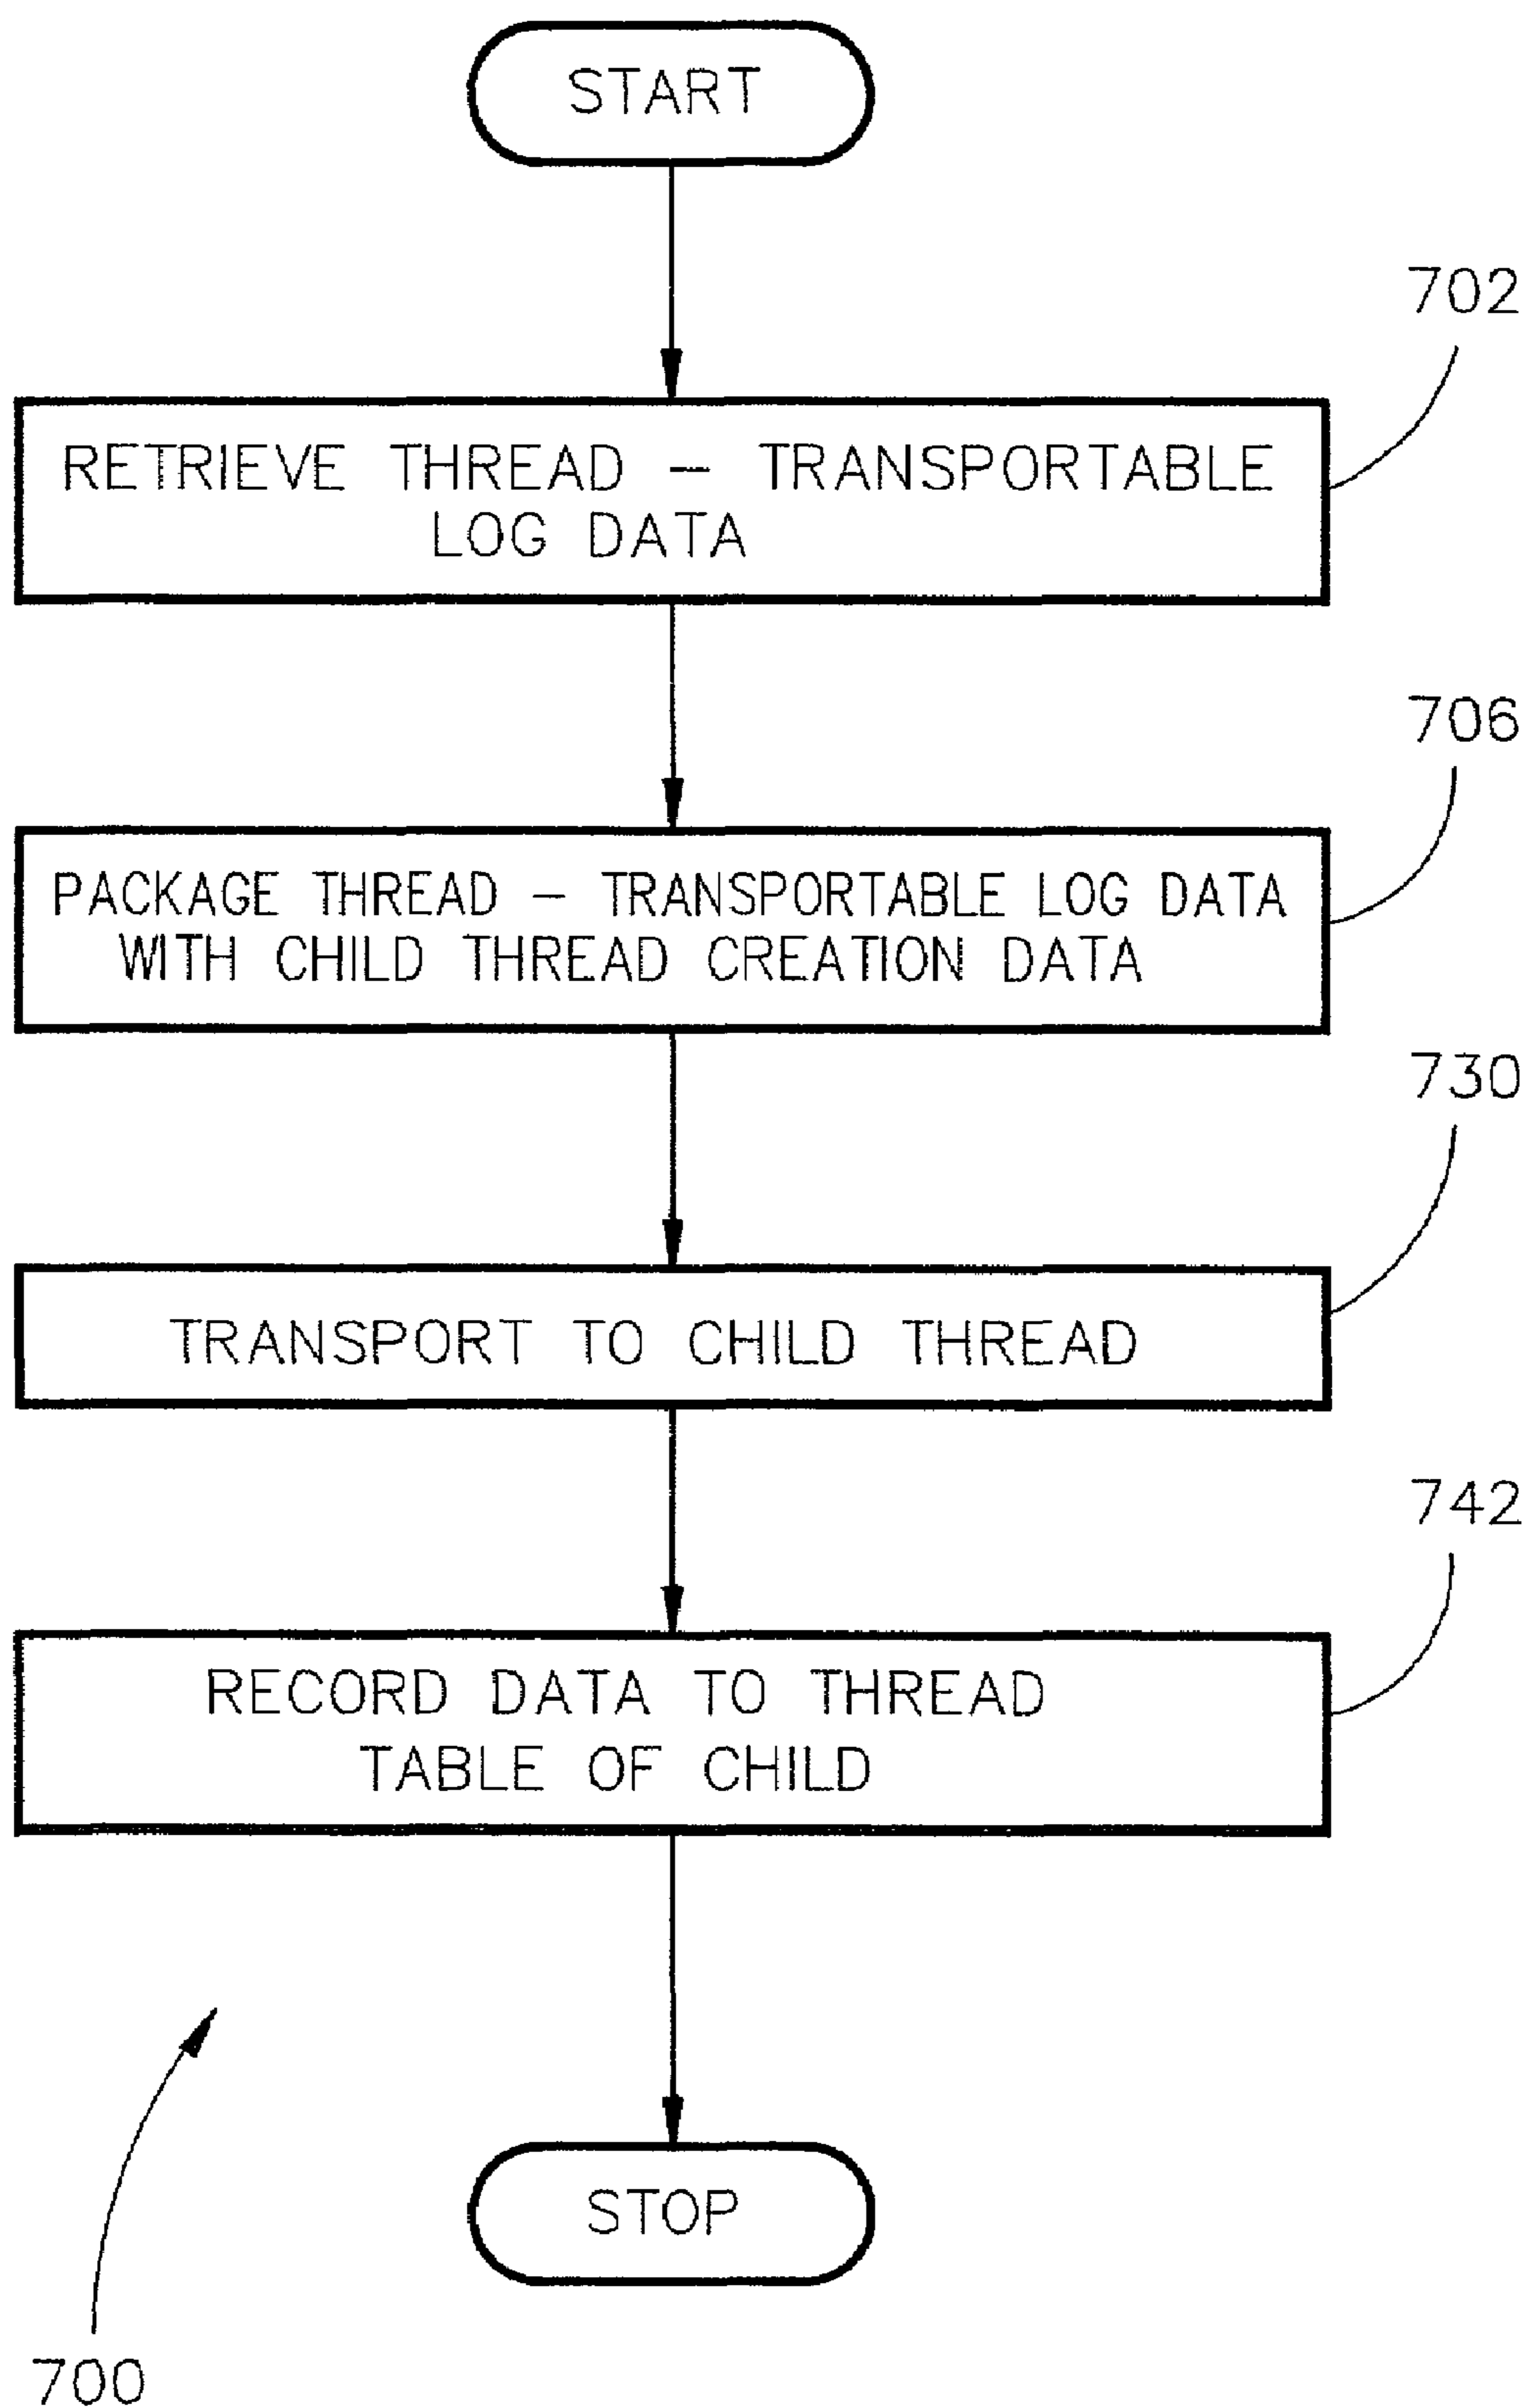 START
702
RETRIEVE THREAD – TRANSPORTABLE
LOG DATA
706
PACKAGE THREAD – TRANSPORTABLE LOG DATA
WITH CHILD THREAD CREATION DATA
730
TRANSPORT TO CHILD THREAD
742
RECORD DATA TO THREAD
TABLE OF CHILD
STOP
700